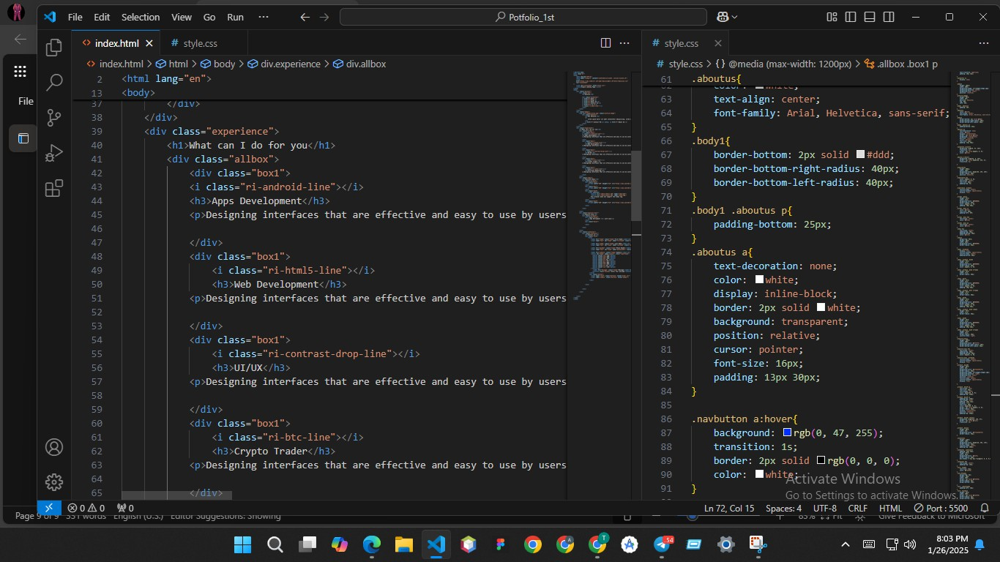 File Edit Selection View Go Run ···
Potfolio_1st
File
index.html
# style.css
index.html > html > body > div.experience > div.allbox
2 <html lang="en">
13 <body>
37 </div>
38 </div>
39 <div class="experience">
40 <h1>What can I do for you</h1>
41 <div class="allbox">
42 <div class="box1">
43 <i class="ri-android-line"></i>
44 <h3>Apps Development</h3>
45 <p>Designing interfaces that are effective and easy to use by users
46
47 </div>
48 <div class="box1">
49 <i class="ri-html5-line"></i>
50 <h3>Web Development</h3>
51 <p>Designing interfaces that are effective and easy to use by users
52
53 </div>
54 <div class="box1">
55 <i class="ri-contrast-drop-line"></i>
56 <h3>UI/UX</h3>
57 <p>Designing interfaces that are effective and easy to use by users
58
59 </div>
60 <div class="box1">
61 <i class="ri-btc-line"></i>
62 <h3>Crypto Trader</h3>
63 <p>Designing interfaces that are effective and easy to use by users
64
65 </div>
# style.css
# style.css > {} @media (max-width: 1200px) > .allbox .box1 p
61 .aboutus{
62 color: white;
63 text-align: center;
64 font-family: Arial, Helvetica, sans-serif;
65 }
66 .body1{
67 border-bottom: 2px solid #ddd;
68 border-bottom-right-radius: 40px;
69 border-bottom-left-radius: 40px;
70 }
71 .body1 .aboutus p{
72 padding-bottom: 25px;
73 }
74 .aboutus a{
75 text-decoration: none;
76 color: white;
77 display: inline-block;
78 border: 2px solid white;
79 background: transparent;
80 position: relative;
81 cursor: pointer;
82 font-size: 16px;
83 padding: 13px 30px;
84 }
85
86 .navbutton a:hover{
87 background: rgb(0, 47, 255);
88 transition: 1s;
89 border: 2px solid rgb(0, 0, 0);
90 color: white;
91 }
Activate Windows
Go to Settings to activate Windows.
0 0 0
Ln 72, Col 15 Spaces: 4 UTF-8 CRLF HTML Port : 5500
Page 9 of 9 331 words English (U.S.) Editor Suggestions: Showing
83% Fit Give Feedback to Microsoft
A T 54
8:03 PM
1/26/2025